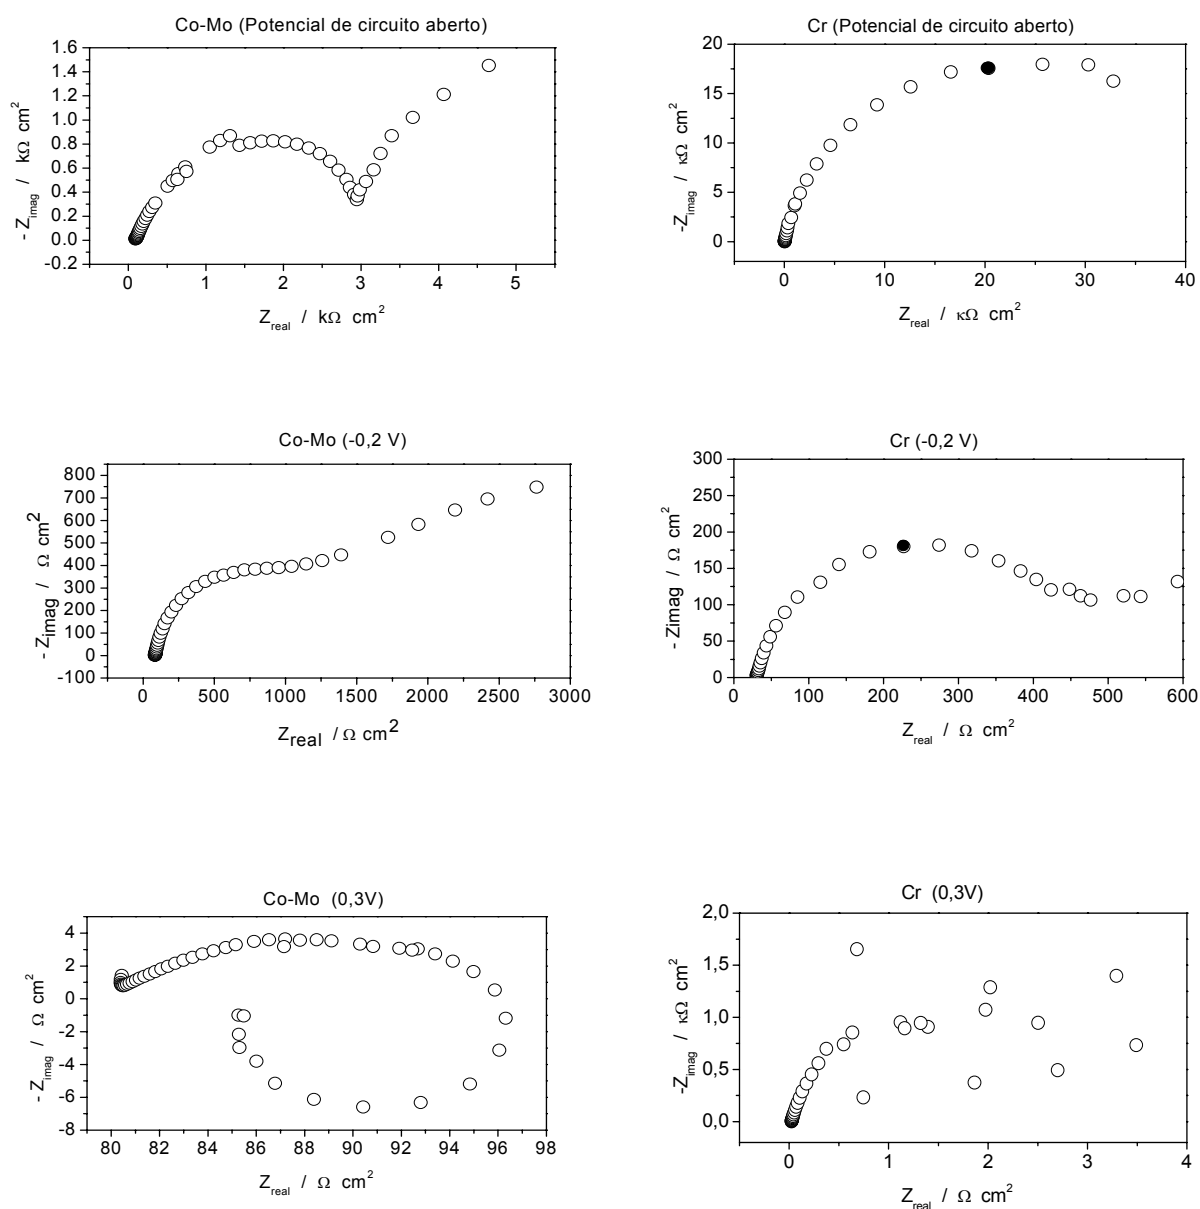 Co-Mo (Potencial de circuito aberto)
1.6
1.4
1.2
1.0
0.8
0.6
0.4
0.2
0.0
-0.2
0 1 2 3 4 5
- Z_imag / kΩ cm²
Z_real / kΩ cm²
Cr (Potencial de circuito aberto)
20
15
10
5
0
0 10 20 30 40
-Z_imag / κΩ cm²
Z_real / κΩ cm²
Co-Mo (-0,2 V)
800
700
600
500
400
300
200
100
0
-100
0 500 1000 1500 2000 2500 3000
- Z_imag / Ω cm²
Z_real / Ω cm²
Cr (-0,2 V)
300
250
200
150
100
50
0
0 100 200 300 400 500 600
- Zimag / Ω cm²
Z_real / Ω cm²
Co-Mo (0,3V)
4
2
0
-2
-4
-6
-8
80 82 84 86 88 90 92 94 96 98
- Z_imag / Ω cm²
Z_real / Ω cm²
Cr (0,3V)
2,0
1,5
1,0
0,5
0,0
0 1 2 3 4
-Z_imag / κΩ cm²
Z_real / Ω cm²